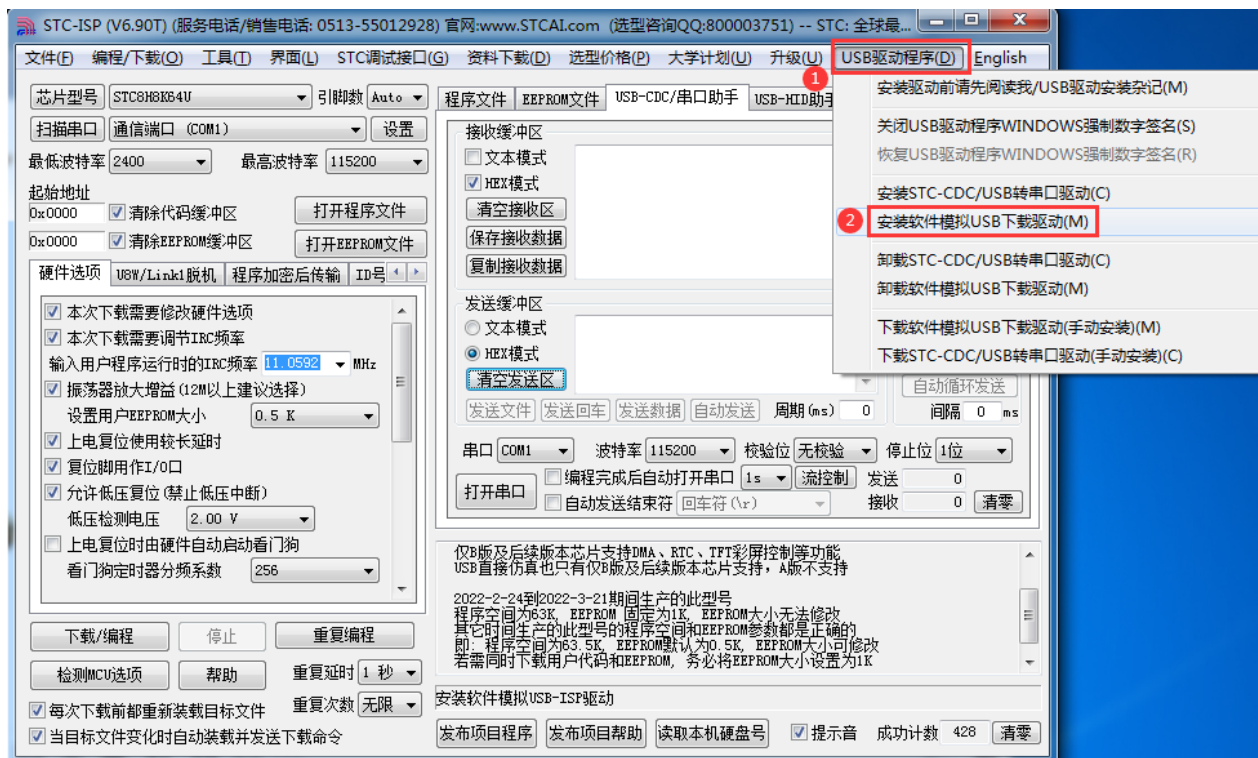 STC-ISP (V6.90T) (服务电话/销售电话: 0513-55012928) 官网:www.STCAI.com (选型咨询QQ:800003751) -- STC: 全球最...
文件(F) 编程/下载(O) 工具(T) 界面(L) STC调试接口(G) 资料下载(D) 选型价格(P) 大学计划(U) 升级(U) USB驱动程序(D) English
1
安装驱动前请先阅读我/USB驱动安装杂记(M)
关闭USB驱动程序WINDOWS强制数字签名(S)
恢复USB驱动程序WINDOWS强制数字签名(R)
安装STC-CDC/USB转串口驱动(C)
2 安装软件模拟USB下载驱动(M)
卸载STC-CDC/USB转串口驱动(C)
卸载软件模拟USB下载驱动(M)
下载软件模拟USB下载驱动(手动安装)(M)
下载STC-CDC/USB转串口驱动(手动安装)(C)
芯片型号 STC8H8K64U 引脚数 Auto
扫描串口 通信端口 (COM1) 设置
最低波特率 2400 最高波特率 115200
起始地址
0x0000 清除代码缓冲区 打开程序文件
0x0000 清除EEPROM缓冲区 打开EEPROM文件
硬件选项 U8W/Link1脱机 程序加密后传输 ID号
本次下载需要修改硬件选项
本次下载需要调节IRC频率
输入用户程序运行时的IRC频率 11.0592 MHz
振荡器放大增益(12M以上建议选择)
设置用户EEPROM大小 0.5 K
上电复位使用较长延时
复位脚用作I/O口
允许低压复位(禁止低压中断)
低压检测电压 2.00 V
上电复位时由硬件自动启动看门狗
看门狗定时器分频系数 256
下载/编程 停止 重复编程
检测MCU选项 帮助 重复延时 1 秒
每次下载前都重新装载目标文件 重复次数 无限
当目标文件变化时自动装载并发送下载命令
程序文件 EEPROM文件 USB-CDC/串口助手 USB-HID助手
接收缓冲区
文本模式
HEX模式
清空接收区
保存接收数据
复制接收数据
发送缓冲区
文本模式
HEX模式
清空发送区 自动循环发送
发送文件 发送回车 发送数据 自动发送 周期(ms) 0 间隔 0 ms
串口 COM1 波特率 115200 校验位 无校验 停止位 1位
打开串口 编程完成后自动打开串口 1s 流控制 发送 0
自动发送结束符 回车符(\r) 接收 0 清零
仅B版及后续版本芯片支持DMA、RTC、TFT彩屏控制等功能
USB直接仿真也只有仅B版及后续版本芯片支持，A版不支持
2022-2-24到2022-3-21期间生产的此型号
程序空间为63K, EEPROM 固定为1K, EEPROM大小无法修改
其它时间生产的此型号的程序空间和EEPROM参数都是正确的
即: 程序空间为63.5K, EEPROM默认为0.5K, EEPROM大小可修改
若需同时下载用户代码和EEPROM, 务必将EEPROM大小设置为1K
安装软件模拟USB-ISP驱动
发布项目程序 发布项目帮助 读取本机硬盘号 提示音 成功计数 428 清零